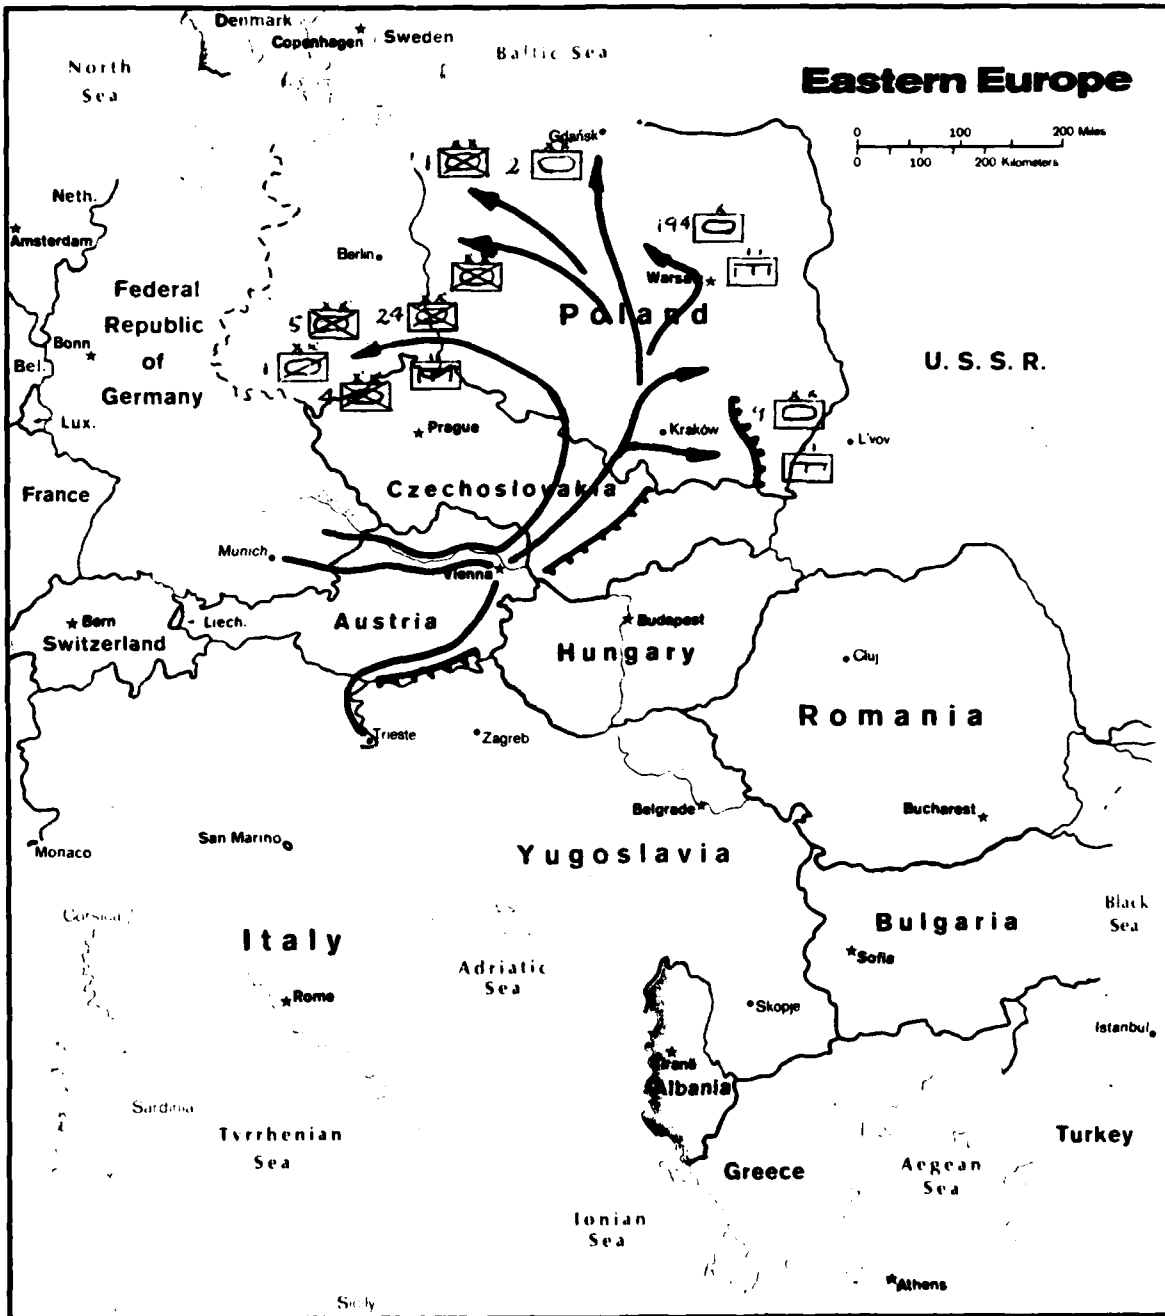 Denmark
Copenhagen
Sweden
Baltic Sea
North
Sea
Eastern Europe
0 100 200 Miles
0 100 200 Kilometers
Gdańsk
1
2
Neth.
Amsterdam
194
Berlin
Warsa
Federal
Republic
of
Germany
Poland
5
24
Bonn
Bel.
1
U.S.S.R.
4
Lux.
Prague
Kraków
9
L'vov
France
Czechoslovakia
Munich
Vienna
Bern
Switzerland
Liech.
Austria
Budapest
Hungary
Cluj
Romania
Trieste
Zagreb
Belgrade
Bucharest
Monaco
San Marino
Yugoslavia
Corsica
Italy
Bulgaria
Black
Sea
Adriatic
Sea
Sofia
Rome
Skopje
Istanbul
Tiranë
Albania
Sardinia
Tyrrhenian
Sea
Turkey
Greece
Aegean
Sea
Ionian
Sea
Athens
Sicily